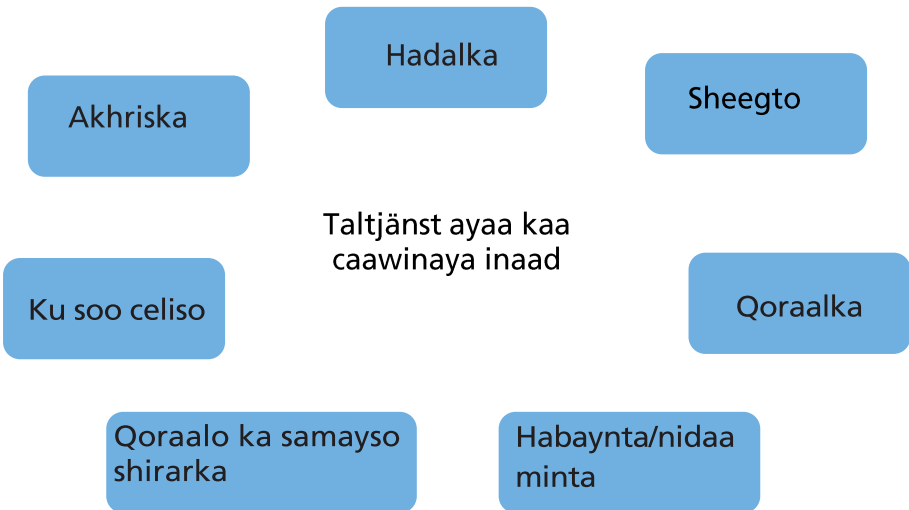 Hadalka
Sheegto
Akhriska
Taltjänst ayaa kaa
caawinaya inaad
Ku soo celiso
Qoraalka
Qoraalo ka samayso
shirarka
Habaynta/nidaa
minta